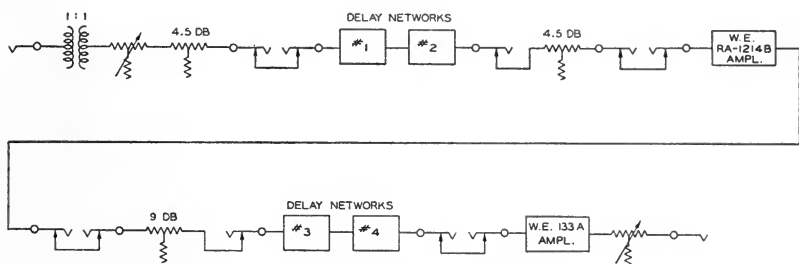 1 : 1
4.5 DB
DELAY NETWORKS
#1
#2
4.5 DB
W.E.
RA-1214B
AMPL.
9 DB
DELAY NETWORKS
#3
#4
W.E. 133A
AMPL.